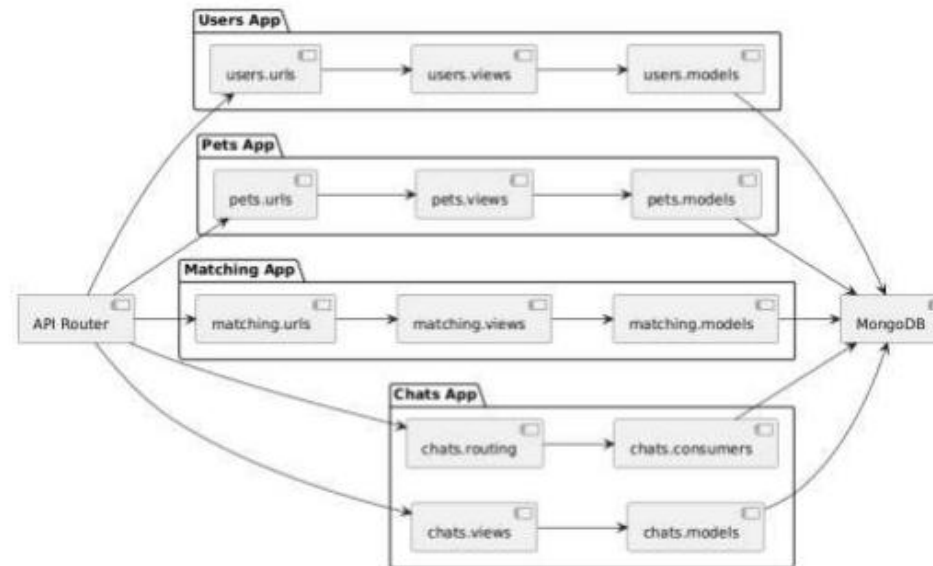 Users App
users.urls
users.views
users.models
Pets App
pets.urls
pets.views
pets.models
Matching App
API Router
matching.urls
matching.views
matching.models
MongoDB
Chats App
chats.routing
chats.consumers
chats.views
chats.models